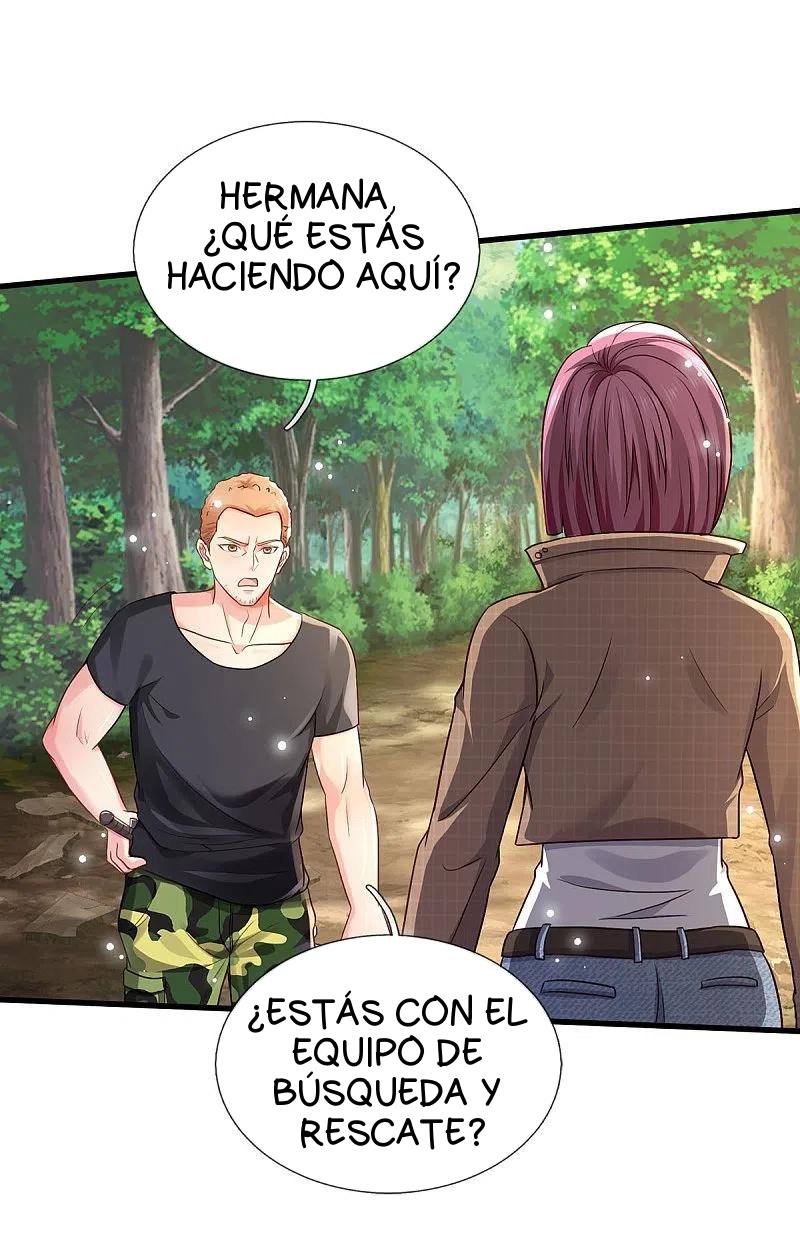 HERMANA,
¿QUÉ ESTÁS
HACIENDO AQUÍ?
¿ESTÁS CON EL
EQUIPO DE
BÚSQUEDA Y
RESCATE?